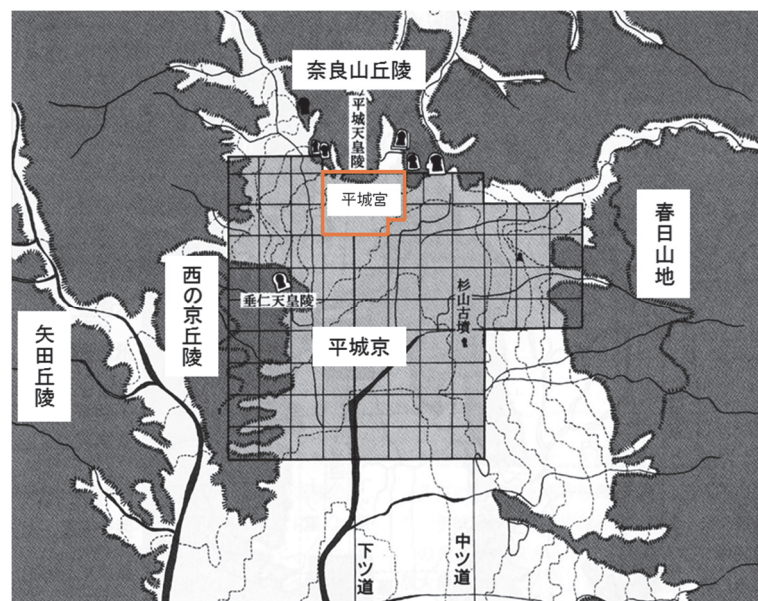 奈良山丘陵
平城天皇陵
平城宮
春日山地
西の京丘陵
垂仁天皇陵
杉山古墳
矢田丘陵
平城京
下ツ道
中ツ道